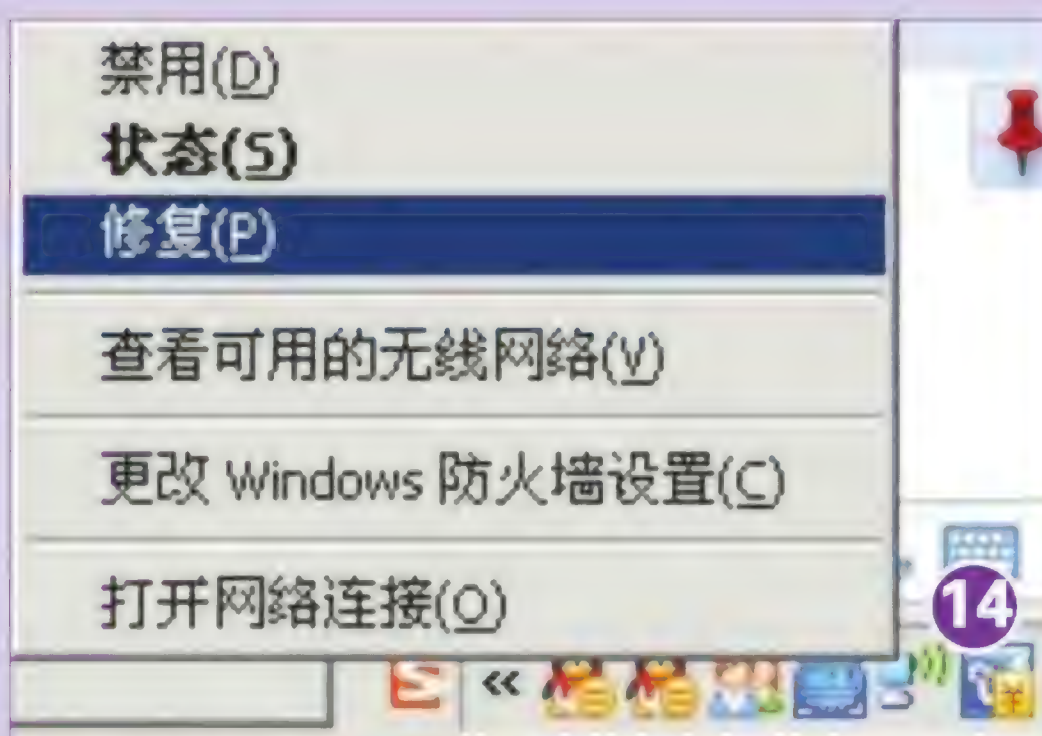 禁用(D)
状态(S)
修复(P)
查看可用的无线网络(V)
更改 Windows 防火墙设置(C)
打开网络连接(O)
14
S «